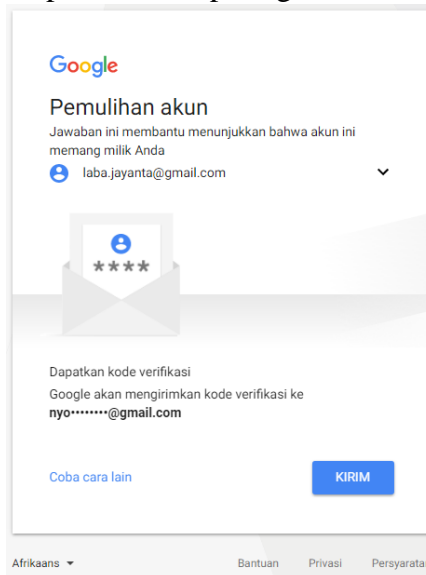 Google
Pemulihan akun
Jawaban ini membantu menunjukkan bahwa akun ini
memang milik Anda
laba.jayanta@gmail.com
****
Dapatkan kode verifikasi
Google akan mengirimkan kode verifikasi ke
nyo••••••••@gmail.com
Coba cara lain
KIRIM
Afrikaans
Bantuan Privasi Persyarata